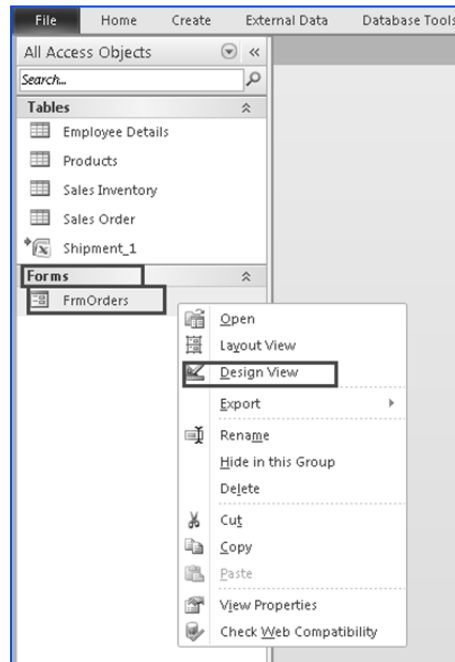 File Home Create External Data Database Tools
All Access Objects
Search...
Tables
Employee Details
Products
Sales Inventory
Sales Order
Shipment_1
Forms
FrmOrders
Open
Layout View
Design View
Export
Rename
Hide in this Group
Delete
Cut
Copy
Paste
View Properties
Check Web Compatibility